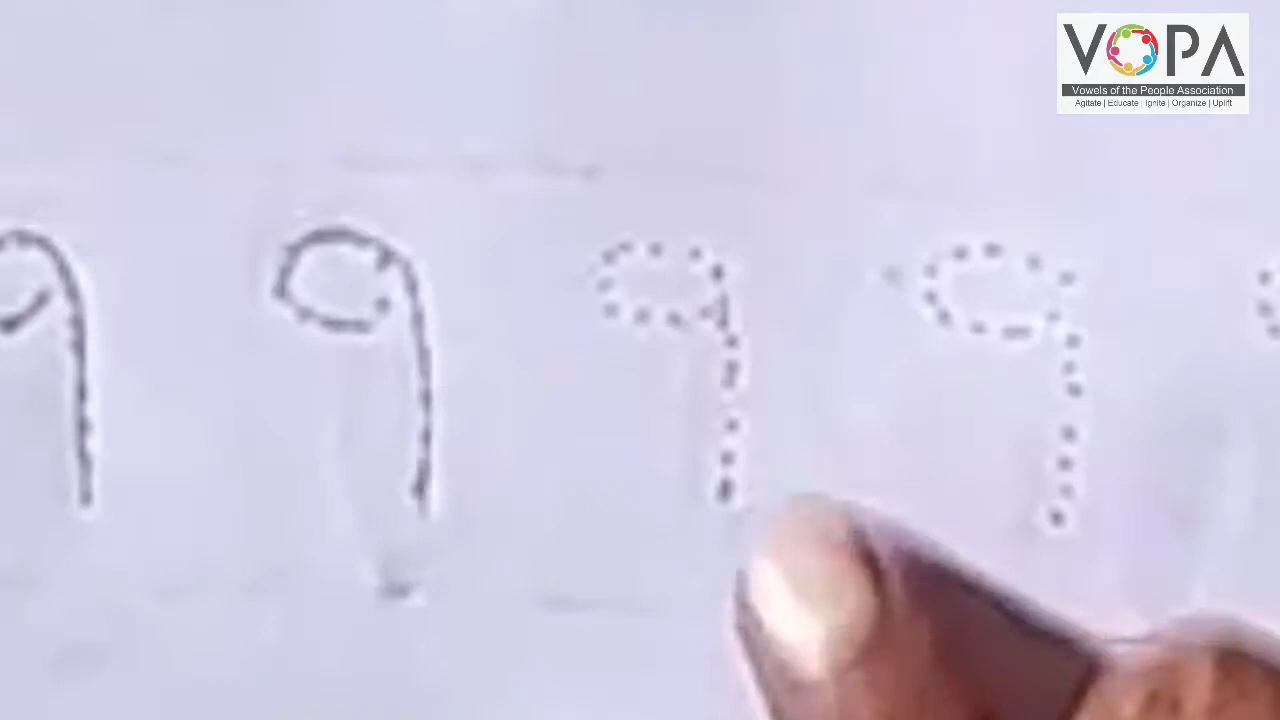 VOPA
Vowels of the People Association
Agitate | Educate | Ignite | Organize | Uplift
१ १ १ १